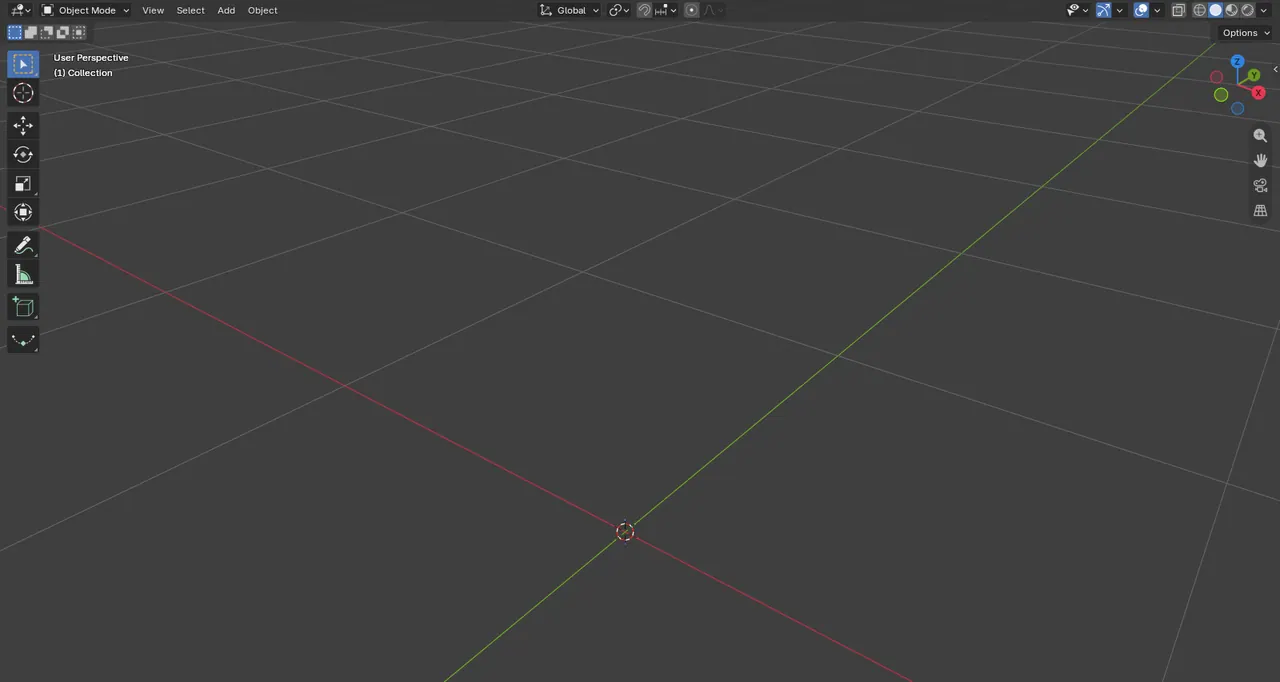 Object Mode View Select Add Object Global
Options
User Perspective
(1) Collection
Z
Y
X